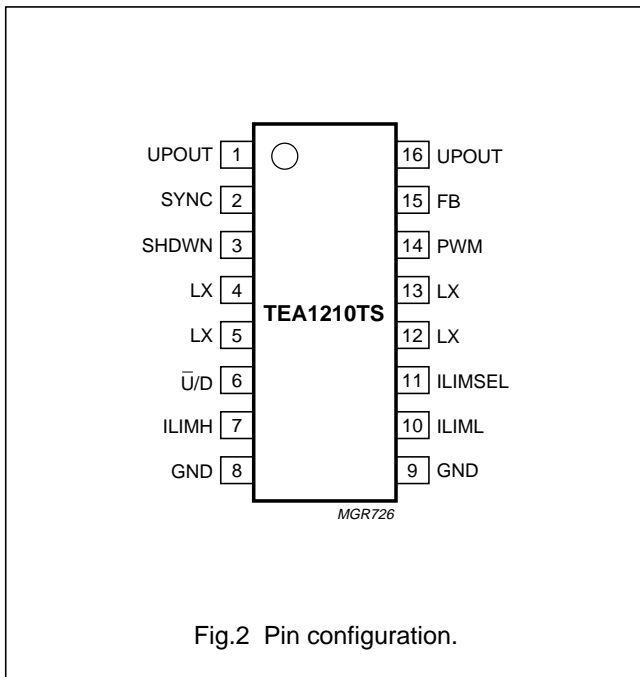 UPOUT 1 16 UPOUT
SYNC 2 15 FB
SHDWN 3 14 PWM
LX 4 13 LX
TEA1210TS
LX 5 12 LX
U̅/D 6 11 ILIMSEL
ILIMH 7 10 ILIML
GND 8 9 GND
MGR726
Fig.2 Pin configuration.